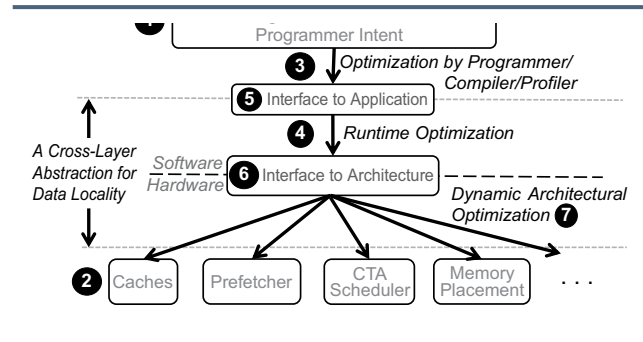 Programmer Intent
3 Optimization by Programmer/
Compiler/Profiler
5 Interface to Application
4 Runtime Optimization
A Cross-Layer
Abstraction for
Data Locality
Software
Hardware
6 Interface to Architecture
Dynamic Architectural
Optimization 7
2 Caches
Prefetcher
CTA
Scheduler
Memory
Placement
. . .